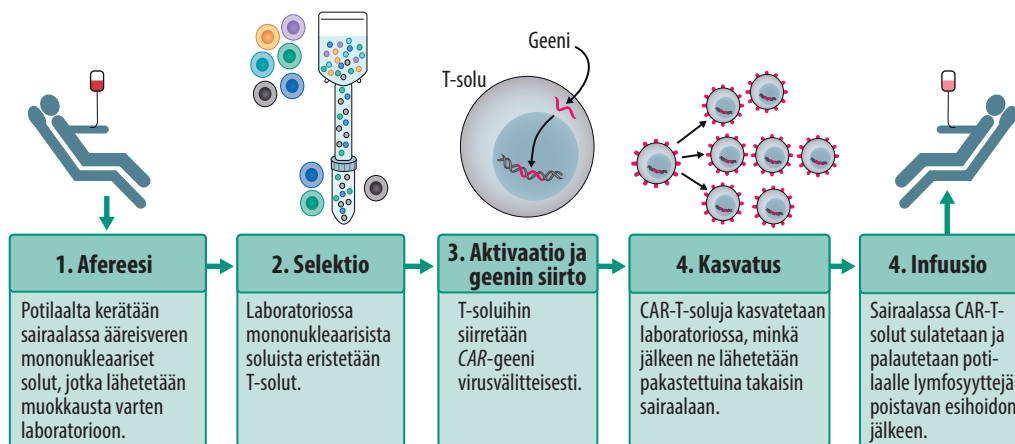 Geeni
T-solu
1. Afereesi
Potilaalta kerätään
sairaalassa ääreisveren
mononukleaariset
solut, jotka lähetetään
muokkausta varten
laboratorioon.
2. Selektio
Laboratoriossa
mononukleaarisista
soluista eristetään
T-solut.
3. Aktivaatio ja
geenin siirto
T-soluihin
siirretään
CAR-geeni
virusvälitteisesti.
4. Kasvatus
CAR-T-soluja kasvatetaan
laboratoriossa, minkä
jälkeen ne lähetetään
pakastettuina takaisin
sairaalaan.
4. Infuusio
Sairaalassa CAR-T-
solut sulatetaan ja
palautetaan poti-
laalle lymfosyyttejä
poistavan esihoidon
jälkeen.